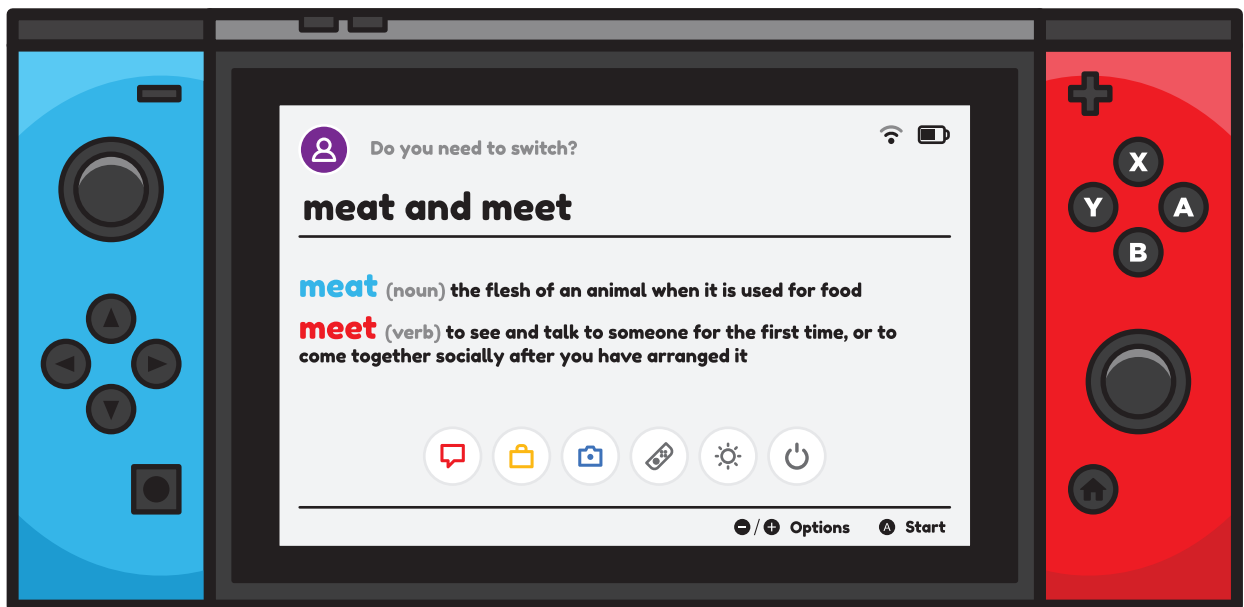 Do you need to switch?
meat and meet
meat (noun) the flesh of an animal when it is used for food
meet (verb) to see and talk to someone for the first time, or to
come together socially after you have arranged it
X
Y A
B
−/+ Options A Start